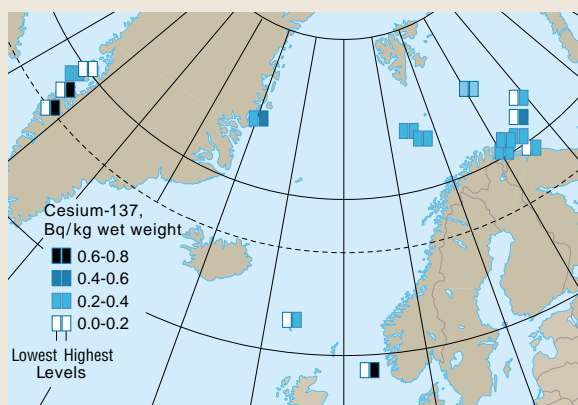 Cesium-137,
Bq/kg wet weight
0.6-0.8
0.4-0.6
0.2-0.4
0.0-0.2
Lowest Highest
Levels